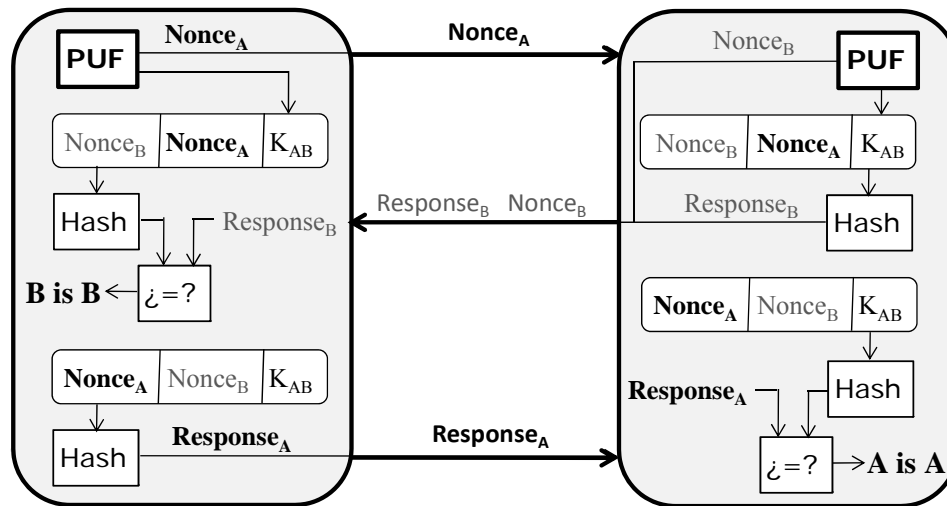 Nonce_A
PUF
Nonce_B Nonce_A K_AB
Hash
Response_B
¿=?
B is B
Nonce_A Nonce_B K_AB
Hash
Response_A
Nonce_A
Response_B Nonce_B
Response_A
Nonce_B
PUF
Nonce_B Nonce_A K_AB
Response_B
Hash
Nonce_A Nonce_B K_AB
Response_A
Hash
¿=?
A is A